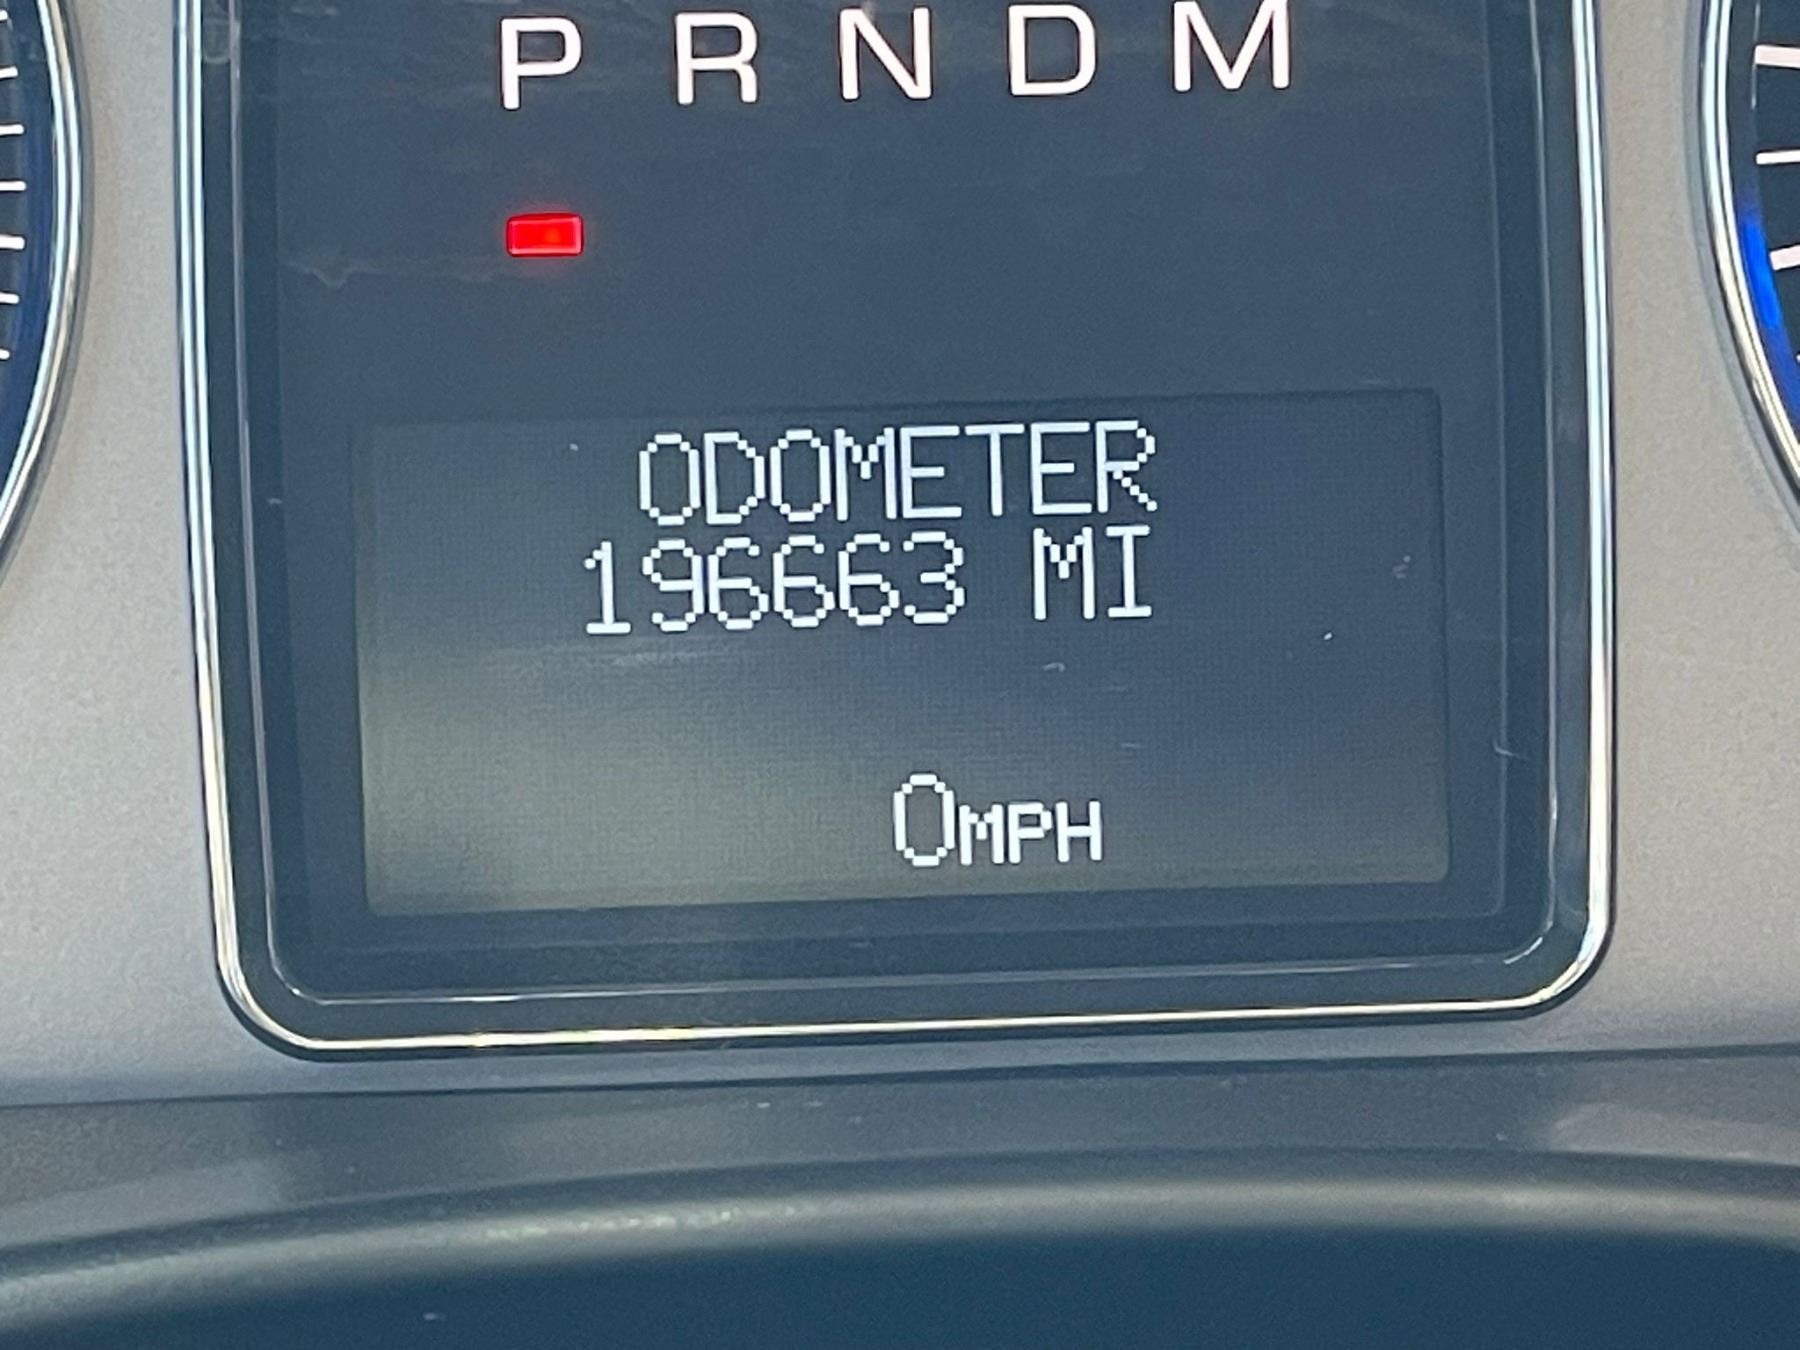 P R N D M
ODOMETER
196663 MI
0MPH